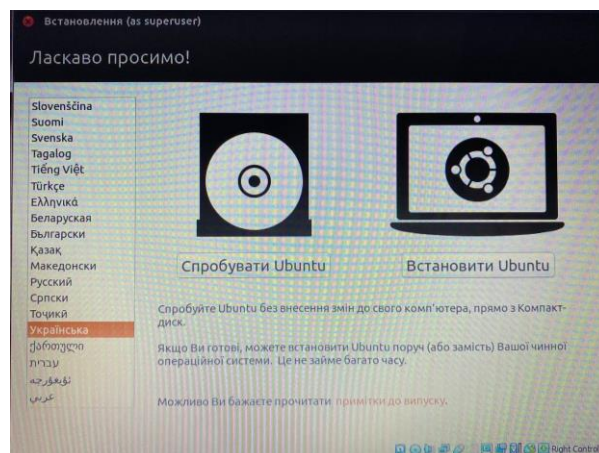 Встановлення (as superuser)
Ласкаво просимо!
Slovenščina
Suomi
Svenska
Tagalog
Tiếng Việt
Türkçe
Ελληνικά
Беларуская
Български
Қазақ
Македонски
Русский
Српски
Тоҷикӣ
Українська
ქართული
עברית
ئۇيغۇرچە
عربي
Спробувати Ubuntu
Встановити Ubuntu
Спробуйте Ubuntu без внесення змін до свого комп'ютера, прямо з Компакт-
диск.
Якщо Ви готові, можете встановити Ubuntu поруч (або замість) Вашої чинної
операційної системи. Це не займе багато часу.
Можливо Ви бажаєте прочитати примітки до випуску.
Right Control